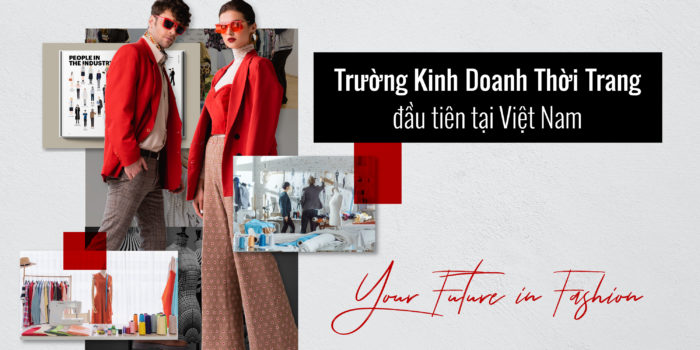 PEOPLE IN
THE INDUSTRY
Trường Kinh Doanh Thời Trang
đầu tiên tại Việt Nam
Your Future in Fashion